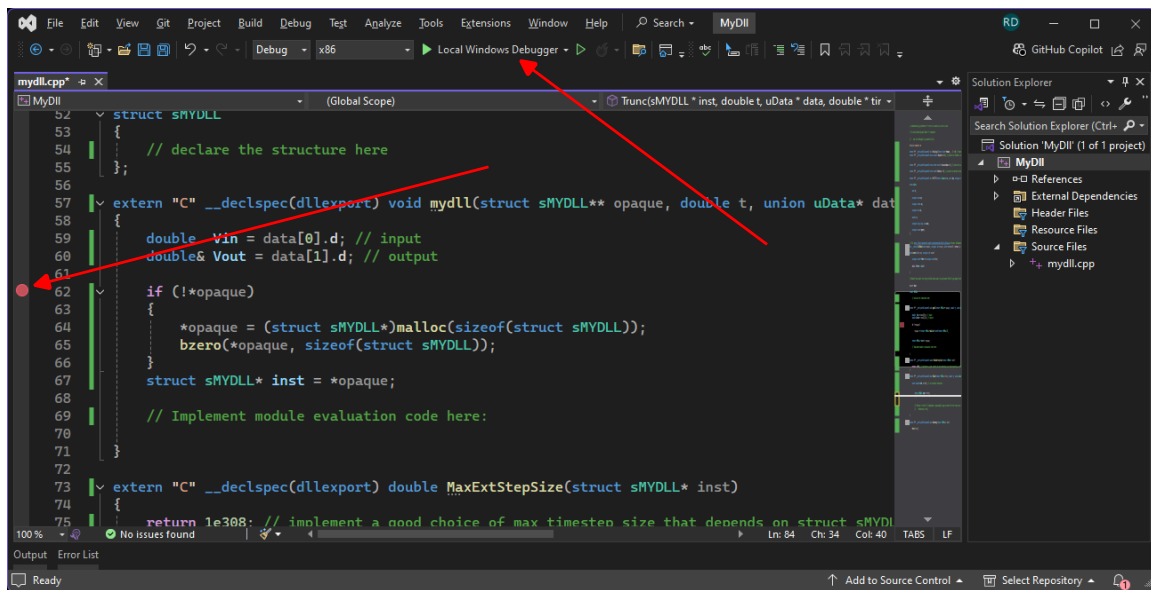 File Edit View Git Project Build Debug Test Analyze Tools Extensions Window Help Search MyDll RD
Debug x86 Local Windows Debugger GitHub Copilot
mydll.cpp*
MyDll (Global Scope) Trunc(sMYDLL * inst, double t, uData * data, double * tir
52 struct sMYDLL
53 {
54 // declare the structure here
55 };
56
57 extern "C" __declspec(dllexport) void mydll(struct sMYDLL** opaque, double t, union uData* dat
58 {
59 double Vin = data[0].d; // input
60 double& Vout = data[1].d; // output
61
62 if (!*opaque)
63 {
64 *opaque = (struct sMYDLL*)malloc(sizeof(struct sMYDLL));
65 bzero(*opaque, sizeof(struct sMYDLL));
66 }
67 struct sMYDLL* inst = *opaque;
68
69 // Implement module evaluation code here:
70
71 }
72
73 extern "C" __declspec(dllexport) double MaxExtStepSize(struct sMYDLL* inst)
74 {
75 return 1e308; // implement a good choice of max timestep size that depends on struct sMYDL
100 % No issues found Ln: 84 Ch: 34 Col: 40 TABS LF
Solution Explorer
Search Solution Explorer (Ctrl+
Solution 'MyDll' (1 of 1 project)
MyDll
References
External Dependencies
Header Files
Resource Files
Source Files
mydll.cpp
Output Error List
Ready Add to Source Control Select Repository 1